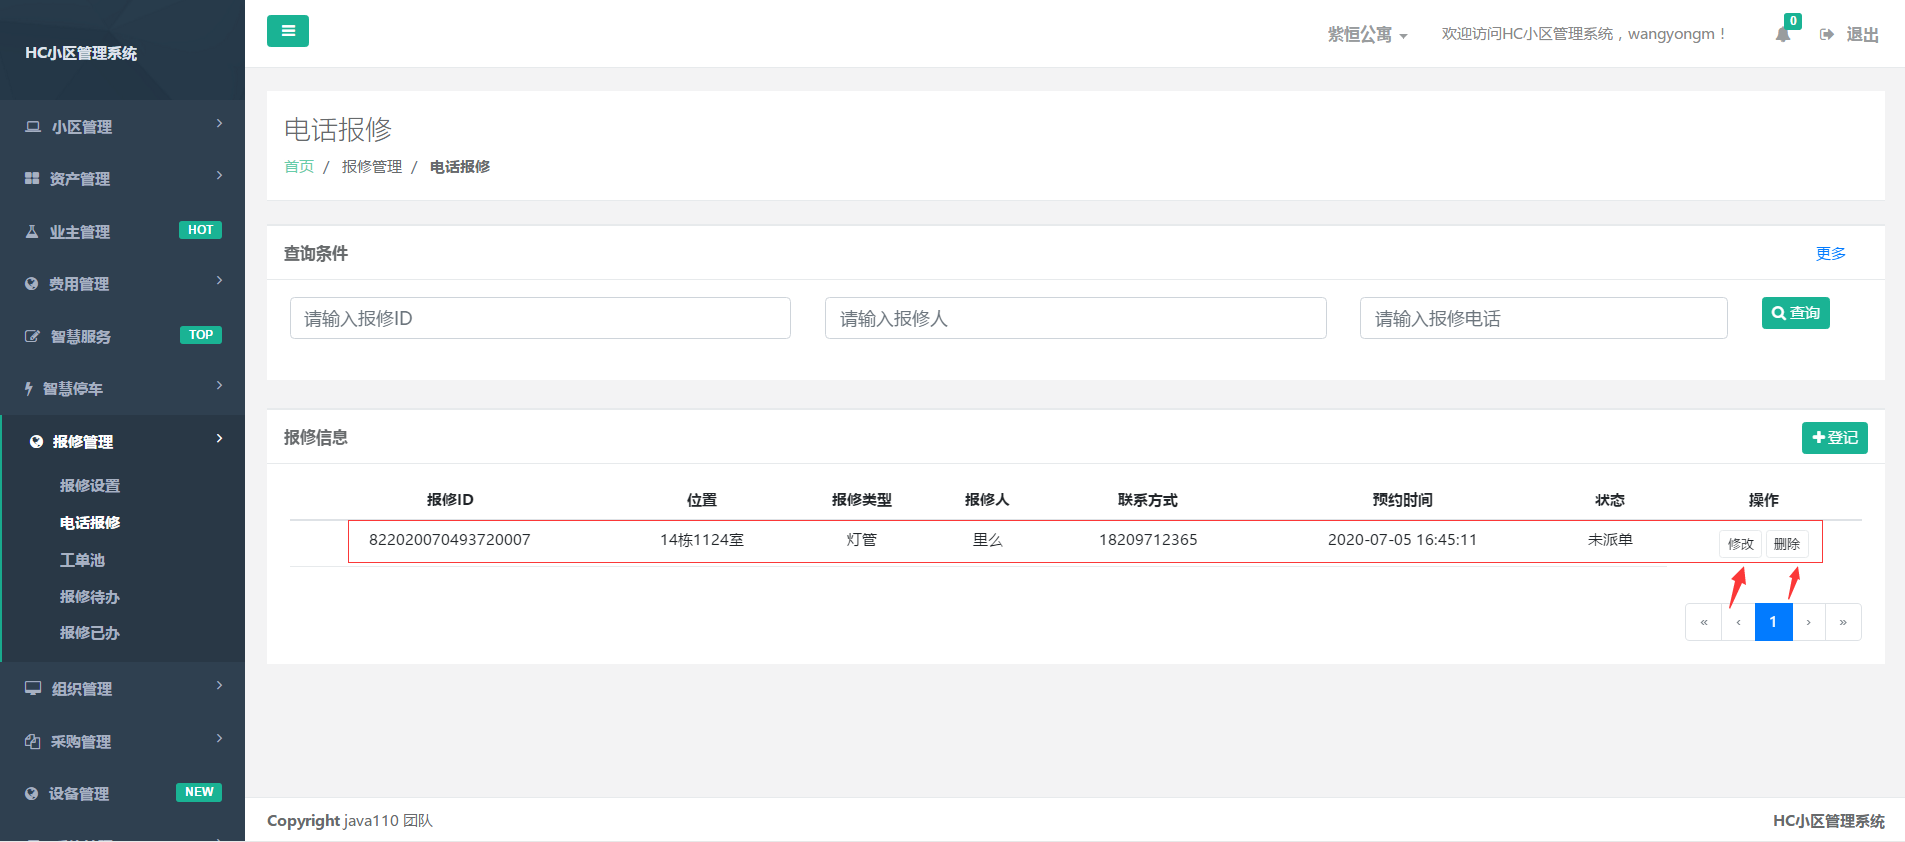 HC小区管理系统
紫恒公寓
欢迎访问HC小区管理系统，wangyongm！
0
退出
小区管理
资产管理
业主管理 HOT
费用管理
智慧服务 TOP
智慧停车
报修管理
报修设置
电话报修
工单池
报修待办
报修已办
组织管理
采购管理
设备管理 NEW
电话报修
首页 / 报修管理 / 电话报修
查询条件 更多
请输入报修ID 请输入报修人 请输入报修电话 查询
报修信息 登记
报修ID 位置 报修类型 报修人 联系方式 预约时间 状态 操作
822020070493720007 14栋1124室 灯管 里么 18209712365 2020-07-05 16:45:11 未派单 修改 删除
« ‹ 1 › »
Copyright java110 团队 HC小区管理系统